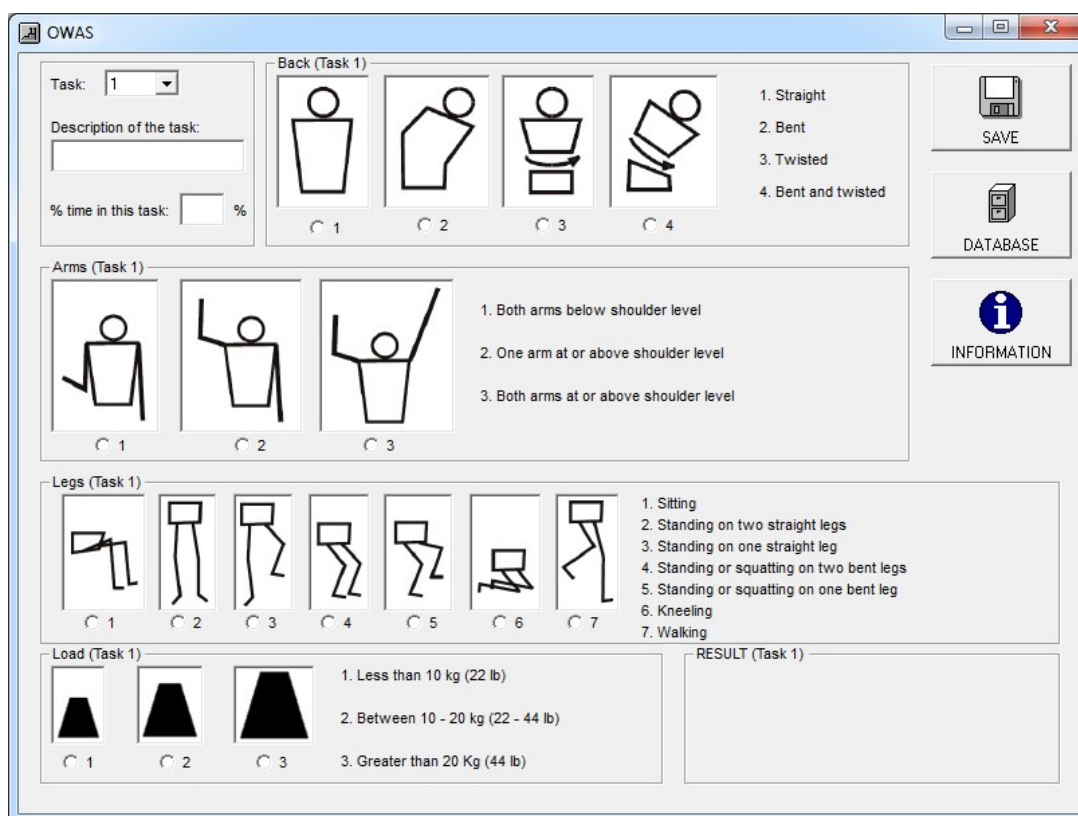 OWAS
Task: 1
Description of the task:
% time in this task: %
Back (Task 1)
1 2 3 4
1. Straight
2. Bent
3. Twisted
4. Bent and twisted
SAVE
DATABASE
INFORMATION
Arms (Task 1)
1 2 3
1. Both arms below shoulder level
2. One arm at or above shoulder level
3. Both arms at or above shoulder level
Legs (Task 1)
1 2 3 4 5 6 7
1. Sitting
2. Standing on two straight legs
3. Standing on one straight leg
4. Standing or squatting on two bent legs
5. Standing or squatting on one bent leg
6. Kneeling
7. Walking
Load (Task 1)
1 2 3
1. Less than 10 kg (22 lb)
2. Between 10 - 20 kg (22 - 44 lb)
3. Greater than 20 Kg (44 lb)
RESULT (Task 1)